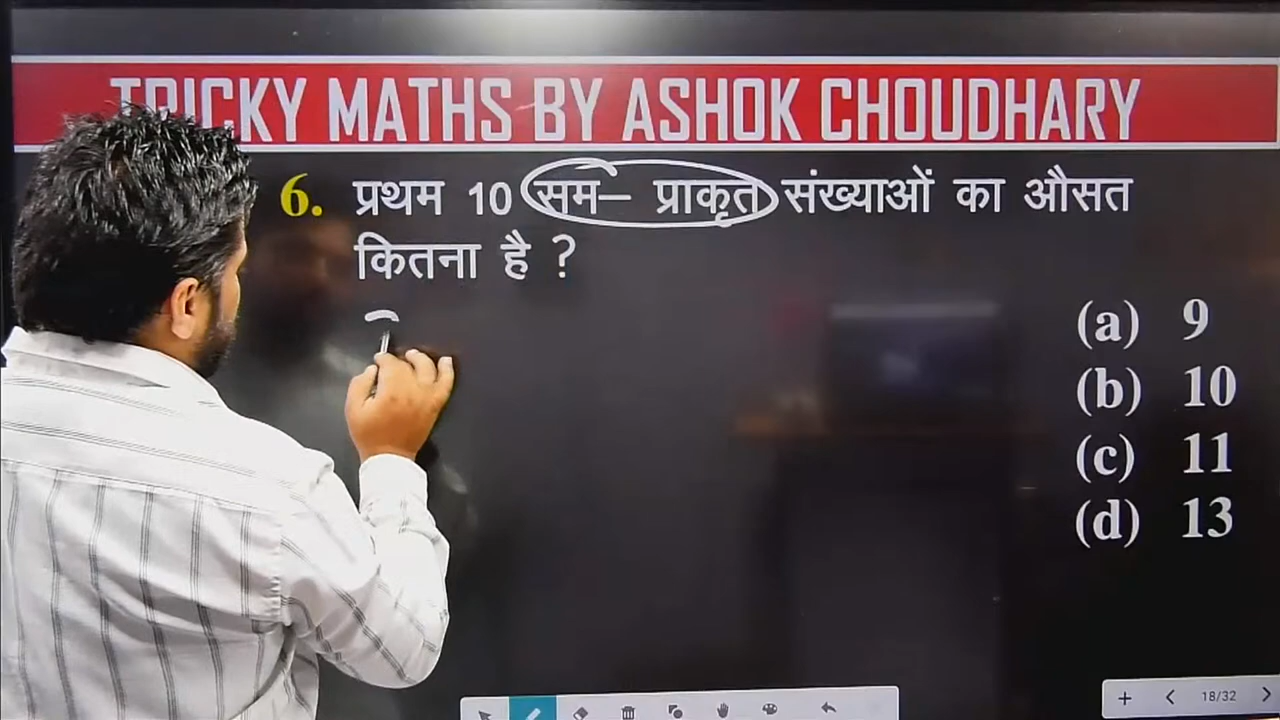 TRICKY MATHS BY ASHOK CHOUDHARY
6. प्रथम 10 सम– प्राकृत संख्याओं का औसत
कितना है ?
(a) 9
(b) 10
(c) 11
(d) 13
18/32